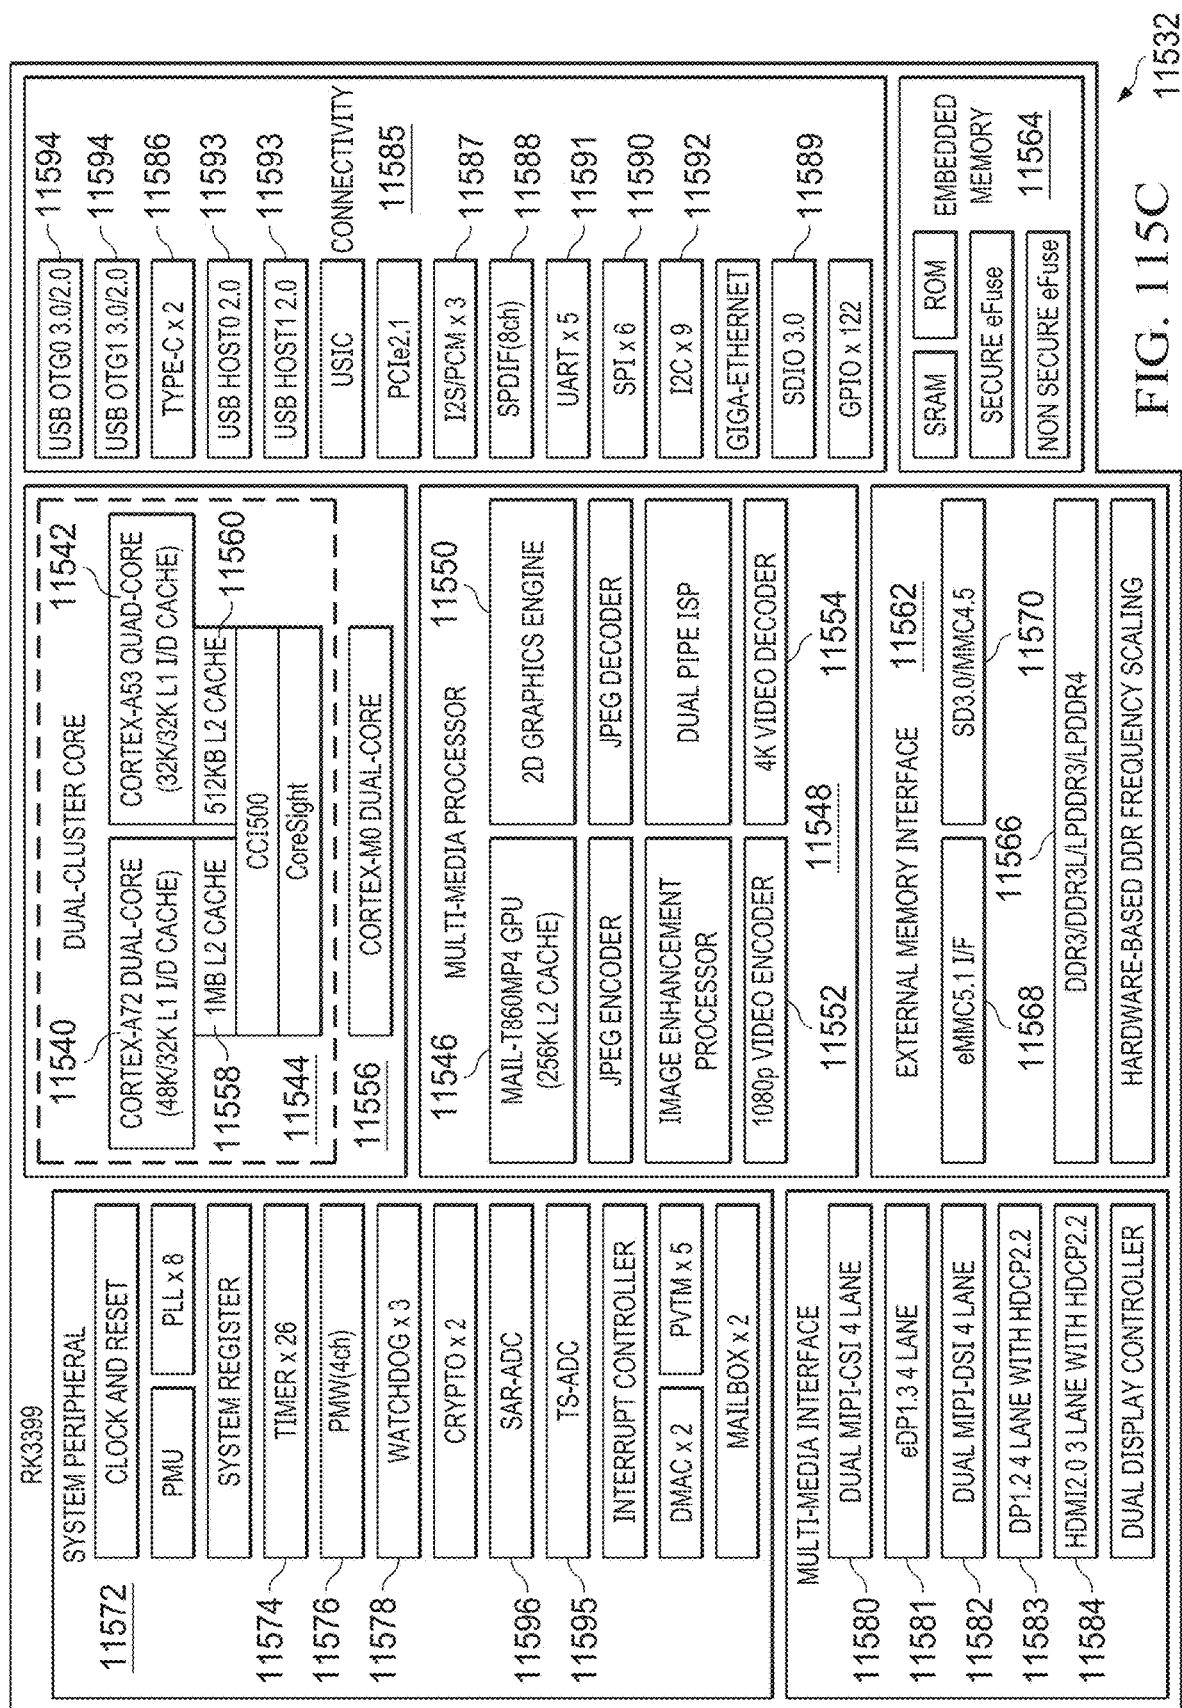 RK3399
SYSTEM PERIPHERAL
11572
CLOCK AND RESET
PMU
PLL x 8
SYSTEM REGISTER
TIMER x 26
11574
PMW(4ch)
11576
WATCHDOG x 3
11578
CRYPTO x 2
SAR-ADC
11596
TS-ADC
11595
INTERRUPT CONTROLLER
DMAC x 2
PVTM x 5
MAILBOX x 2
MULTI-MEDIA INTERFACE
DUAL MIPI-CSI 4 LANE
11580
eDP1.3 4 LANE
11581
DUAL MIPI-DSI 4 LANE
11582
DP1.2 4 LANE WITH HDCP2.2
11583
HDMI2.0 3 LANE WITH HDCP2.2
11584
DUAL DISPLAY CONTROLLER
11540
DUAL-CLUSTER CORE
11542
CORTEX-A72 DUAL-CORE
(48K/32K L1 I/D CACHE)
CORTEX-A53 QUAD-CORE
(32K/32K L1 I/D CACHE)
11558
1MB L2 CACHE
512KB L2 CACHE
11560
CCI500
11544
CoreSight
11556
CORTEX-M0 DUAL-CORE
11546
MULTI-MEDIA PROCESSOR
11550
MAIL-T860MP4 GPU
(256K L2 CACHE)
2D GRAPHICS ENGINE
JPEG ENCODER
JPEG DECODER
IMAGE ENHANCEMENT
PROCESSOR
DUAL PIPE ISP
1080p VIDEO ENCODER
4K VIDEO DECODER
11552
11548
11554
EXTERNAL MEMORY INTERFACE
11562
eMMC5.1 I/F
SD3.0/MMC4.5
11568
11566
11570
DDR3/DDR3L/LPDDR3/LPDDR4
HARDWARE-BASED DDR FREQUENCY SCALING
USB OTG0 3.0/2.0
11594
USB OTG1 3.0/2.0
11594
TYPE-C x 2
11586
USB HOST0 2.0
11593
USB HOST1 2.0
11593
USIC
CONNECTIVITY
PCIe2.1
11585
I2S/PCM x 3
11587
SPDIF(8ch)
11588
UART x 5
11591
SPI x 6
11590
I2C x 9
11592
GIGA-ETHERNET
SDIO 3.0
11589
GPIO x 122
SRAM
ROM
EMBEDDED
MEMORY
SECURE eFuse
11564
NON SECURE eFuse
FIG. 115C
11532